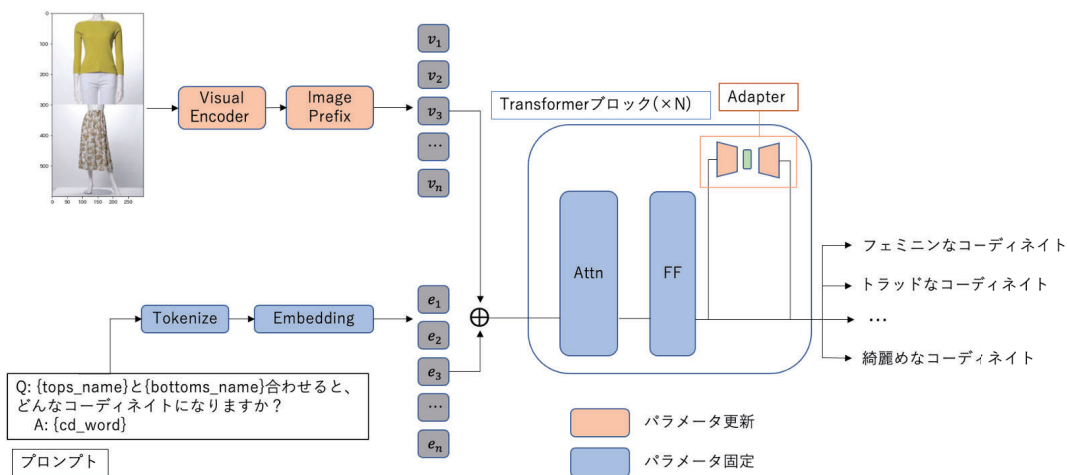 0
100
200
300
400
500
0 50 100 150 200 250
Visual Encoder
Image Prefix
v₁
v₂
v₃
…
vₙ
Transformerブロック(×N)
Adapter
Attn
FF
Tokenize
Embedding
e₁
e₂
e₃
…
eₙ
⊕
フェミニンなコーディネイト
トラッドなコーディネイト
…
綺麗めなコーディネイト
Q: {tops_name}と{bottoms_name}合わせると、
どんなコーディネイトになりますか？
A: {cd_word}
プロンプト
パラメータ更新
パラメータ固定